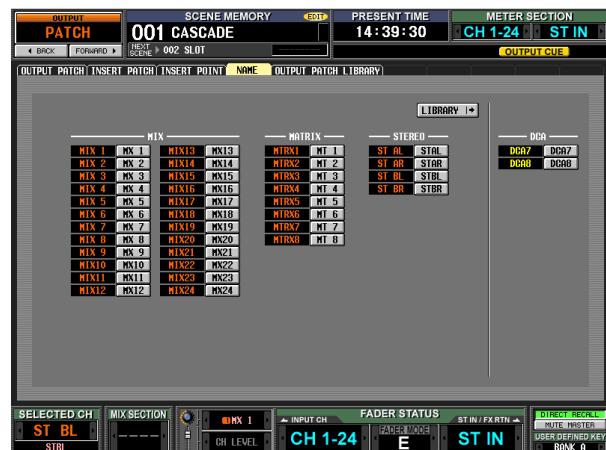 OUTPUT PATCH
SCENE MEMORY EDIT
001 CASCADE
PRESENT TIME
14:39:30
METER SECTION
CH 1-24 ST IN
BACK FORWARD
NEXT SCENE 002 SLOT
OUTPUT CUE
OUTPUT PATCH INSERT PATCH INSERT POINT NAME OUTPUT PATCH LIBRARY
LIBRARY
MIX MATRIX STEREO DCA
MIX 1 MX 1 MIX13 MX13 MTRX1 MT 1 ST AL STAL DCA7 DCA7
MIX 2 MX 2 MIX14 MX14 MTRX2 MT 2 ST AR STAR DCA8 DCA8
MIX 3 MX 3 MIX15 MX15 MTRX3 MT 3 ST BL STBL
MIX 4 MX 4 MIX16 MX16 MTRX4 MT 4 ST BR STBR
MIX 5 MX 5 MIX17 MX17 MTRX5 MT 5
MIX 6 MX 6 MIX18 MX18 MTRX6 MT 6
MIX 7 MX 7 MIX19 MX19 MTRX7 MT 7
MIX 8 MX 8 MIX20 MX20 MTRX8 MT 8
MIX 9 MX 9 MIX21 MX21
MIX10 MX10 MIX22 MX22
MIX11 MX11 MIX23 MX23
MIX12 MX12 MIX24 MX24
SELECTED CH
ST BL
STBL
MIX SECTION
----
MX 1
CH LEVEL
FADER STATUS
INPUT CH
CH 1-24
FADER MODE
E
ST IN / FX RTN
ST IN
DIRECT RECALL
MUTE MASTER
USER DEFINED KEY
BANK A